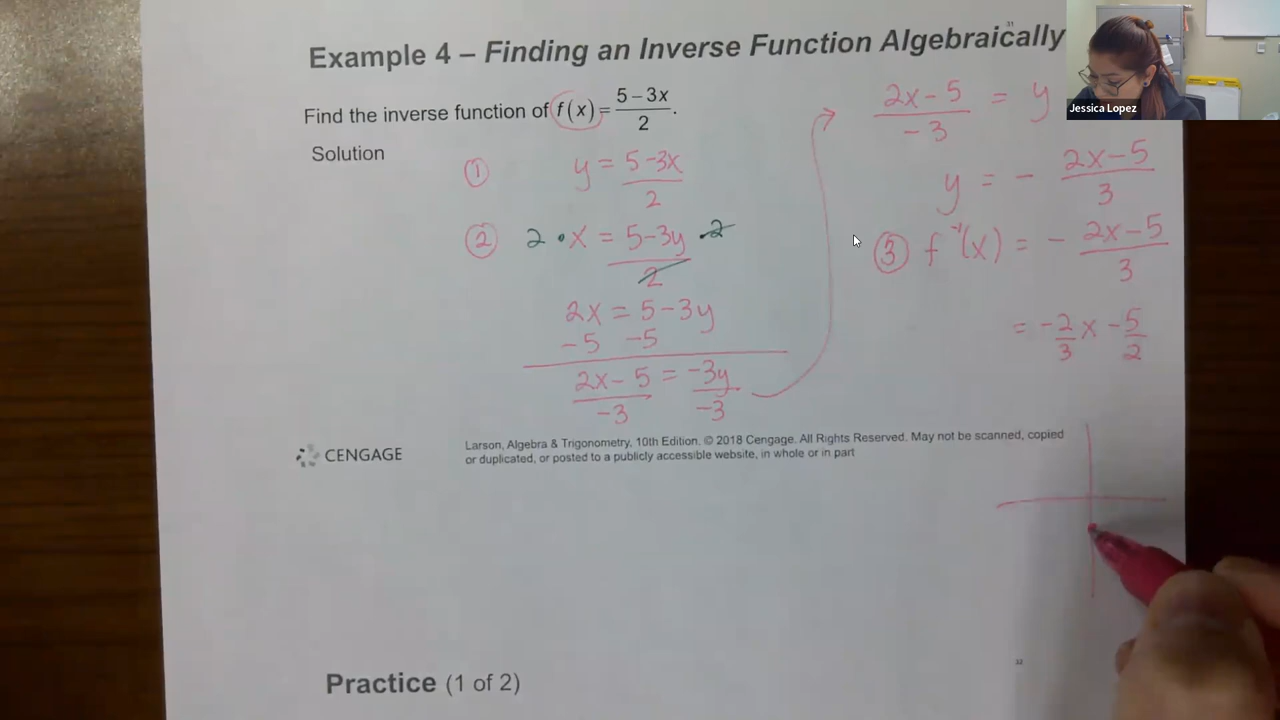 31
Example 4 – Finding an Inverse Function Algebraically
Jessica Lopez
Find the inverse function of f(x) = 5 – 3x / 2.
Solution
① y = 5-3x / 2
② 2 • x = 5-3y / 2 • 2
2x = 5-3y
-5 -5
2x-5 / -3 = -3y / -3
2x-5 / -3 = y
y = - 2x-5 / 3
③ f⁻¹(x) = - 2x-5 / 3
= -2/3 x - 5/2
CENGAGE
Larson, Algebra & Trigonometry, 10th Edition. © 2018 Cengage. All Rights Reserved. May not be scanned, copied
or duplicated, or posted to a publicly accessible website, in whole or in part
32
Practice (1 of 2)